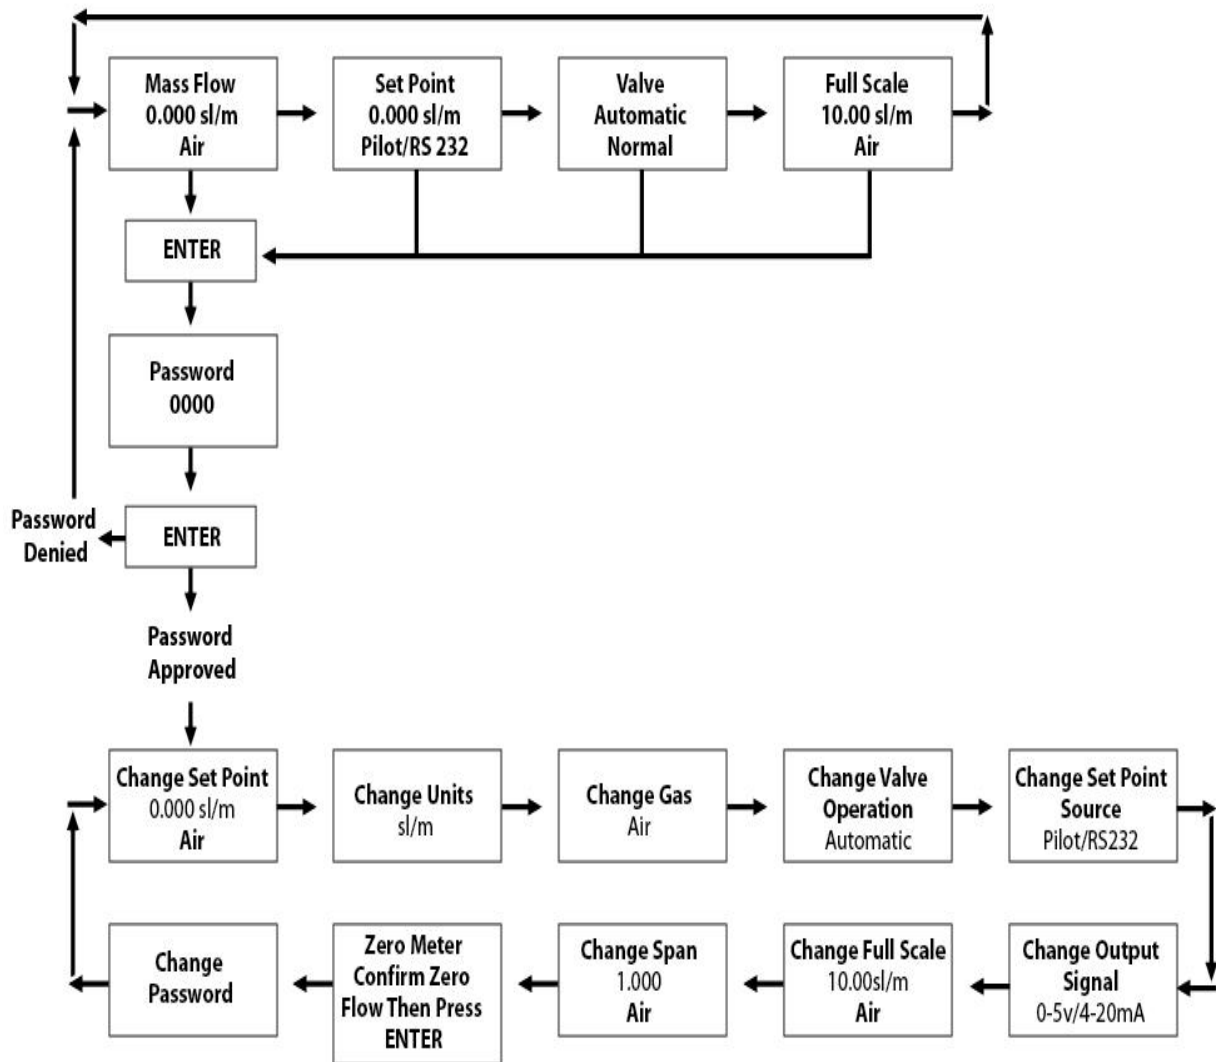 Mass Flow
0.000 sl/m
Air
Set Point
0.000 sl/m
Pilot/RS 232
Valve
Automatic
Normal
Full Scale
10.00 sl/m
Air
ENTER
Password
0000
Password
Denied
ENTER
Password
Approved
Change Set Point
0.000 sl/m
Air
Change Units
sl/m
Change Gas
Air
Change Valve
Operation
Automatic
Change Set Point
Source
Pilot/RS232
Change
Password
Zero Meter
Confirm Zero
Flow Then Press
ENTER
Change Span
1.000
Air
Change Full Scale
10.00sl/m
Air
Change Output
Signal
0-5v/4-20mA